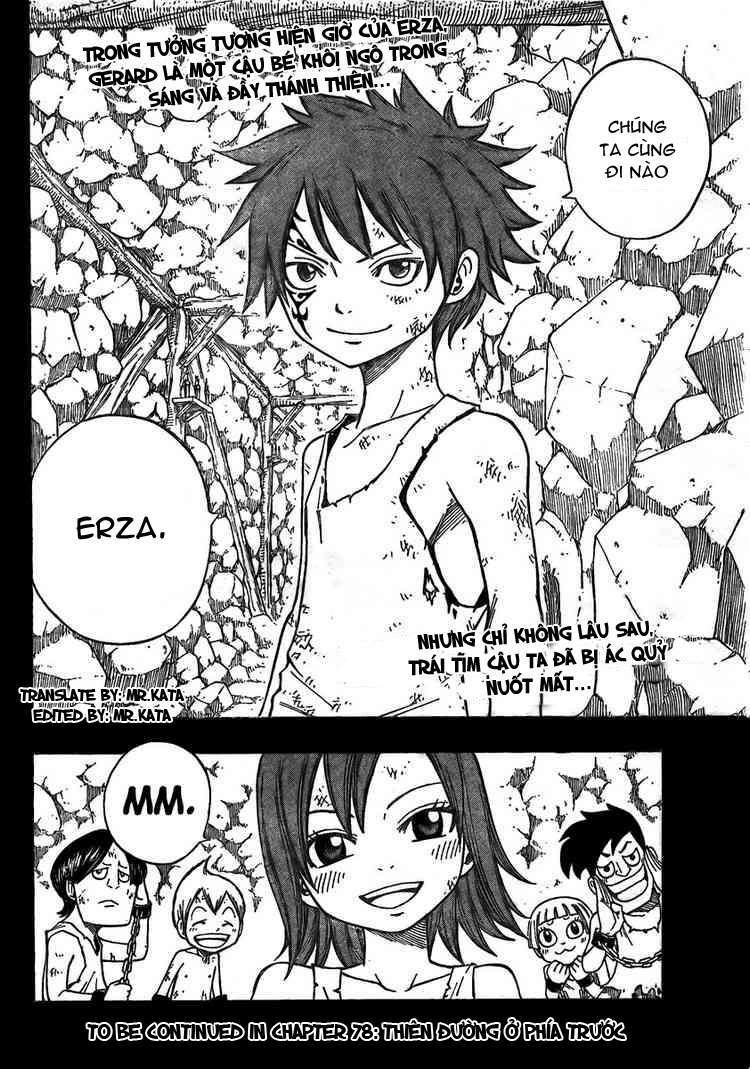 TRONG TƯỞNG TƯỢNG HIỆN GIỜ CỦA ERZA,
GERARD LÀ MỘT CẬU BÉ KHÔI NGÔ TRONG
SÁNG VÀ ĐẦY THÁNH THIỆN...
CHÚNG
TA CÙNG
ĐI NÀO
ERZA.
NHƯNG CHỈ KHÔNG LÂU SAU,
TRÁI TIM CẬU TA ĐÃ BỊ ÁC QUỶ
NUỐT MẤT...
TRANSLATE BY: MR.KATA
EDITED BY: MR.KATA
MM.
TO BE CONTINUED IN CHAPTER 78: THIÊN ĐƯỜNG Ở PHÍA TRƯỚC